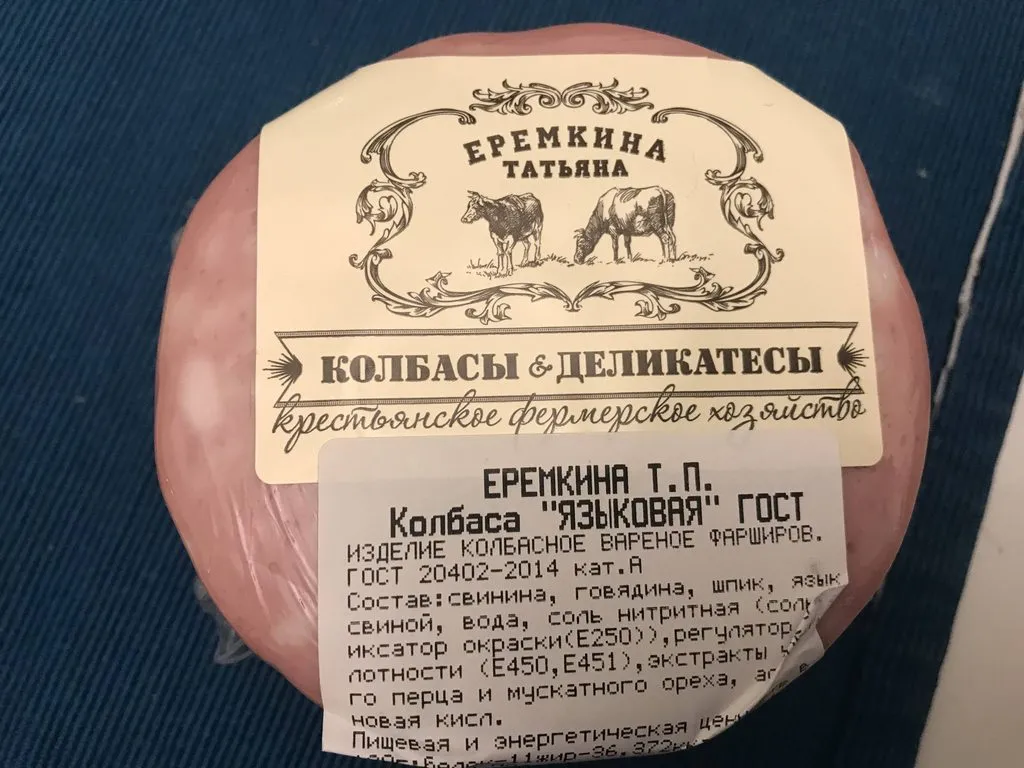 ЕРЕМКИНА
ТАТЬЯНА
КОЛБАСЫ & ДЕЛИКАТЕСЫ
крестьянское фермерское хозяйство
ЕРЕМКИНА Т.П.
Колбаса "ЯЗЫКОВАЯ" ГОСТ
ИЗДЕЛИЕ КОЛБАСНОЕ ВАРЕНОЕ ФАРШИРОВ.
ГОСТ 20402-2014 кат.А
Состав:свинина, говядина, шпик, язык
свиной, вода, соль нитритная
иксатор окраски(Е250)),регулятор
лотности (Е450,Е451),экстракты
го перца и мускатного ореха,
новая кисл.
Пищевая и энергетическая